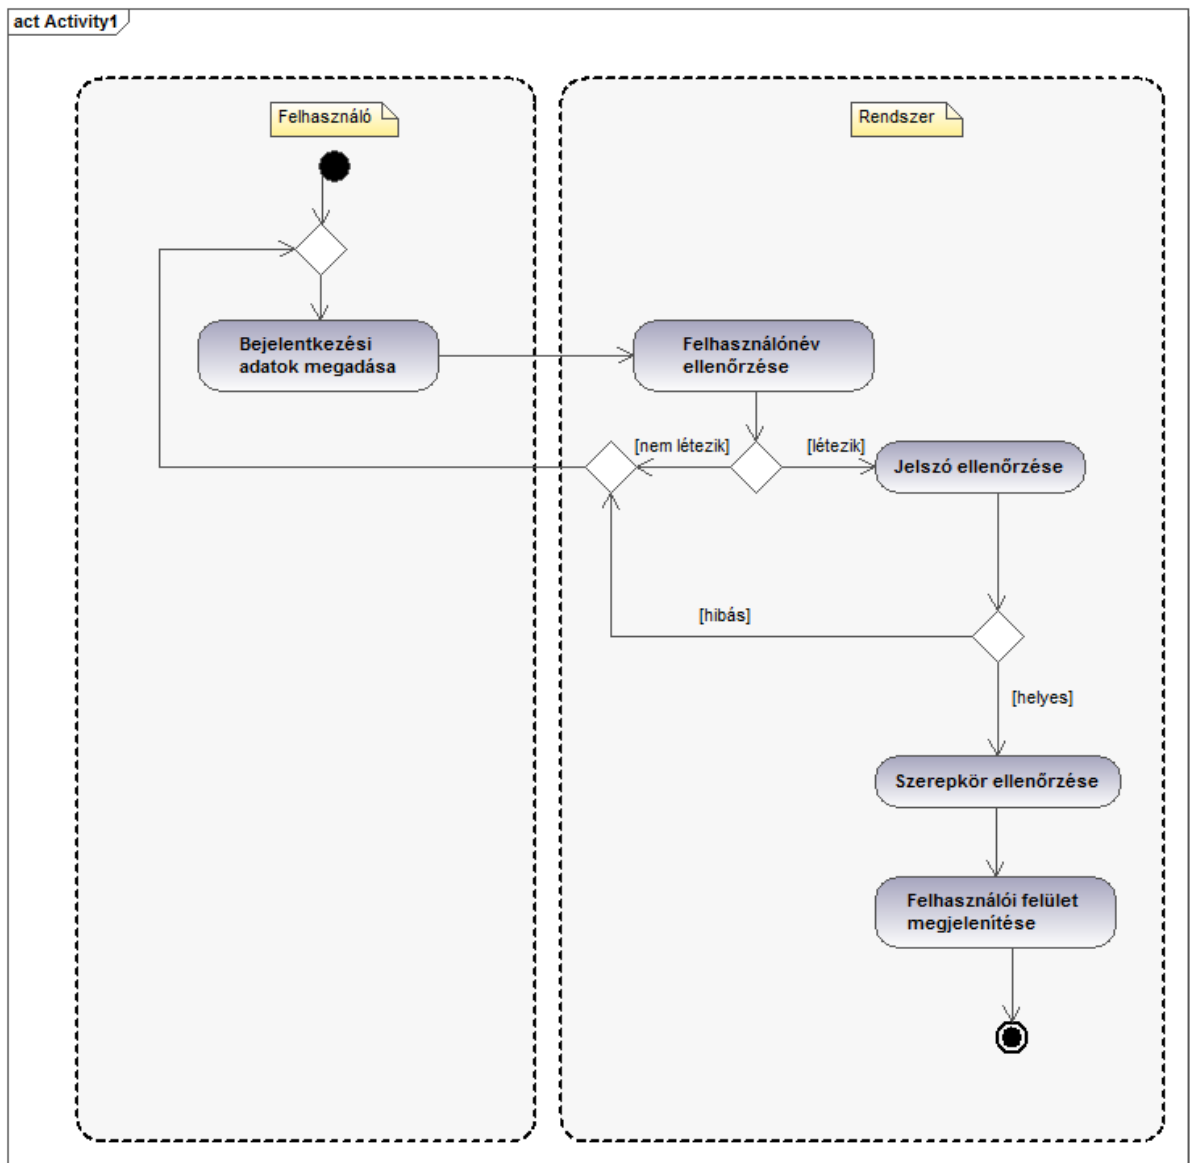 act Activity1
Felhasználó
Rendszer
Bejelentkezési
adatok megadása
Felhasználónév
ellenőrzése
[nem létezik]
[létezik]
Jelszó ellenőrzése
[hibás]
[helyes]
Szerepkör ellenőrzése
Felhasználói felület
megjelenítése